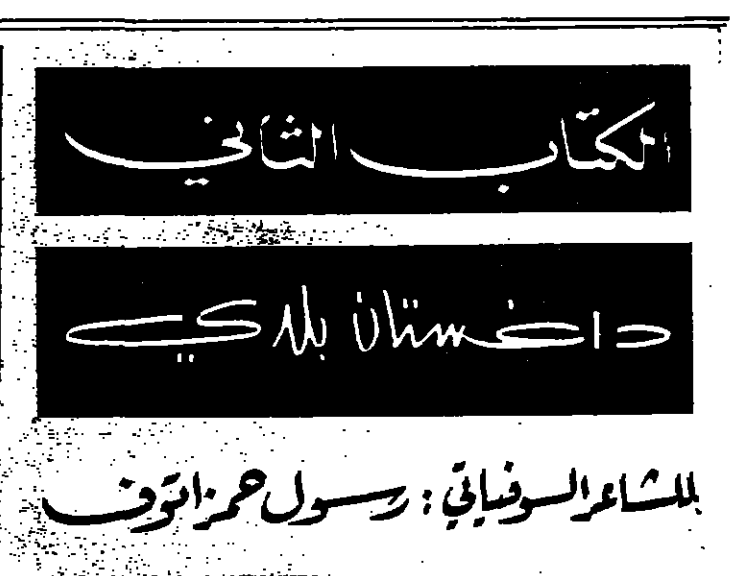 الكتاب الثاني
داغستان بلدي
للشاعر السوفياتي : رسول حمزاتوف